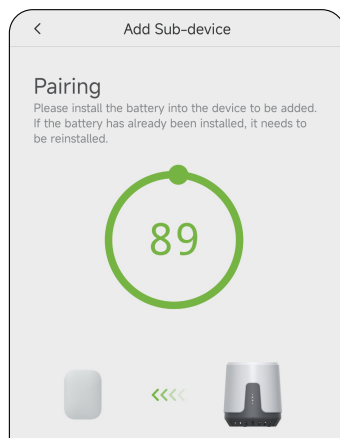 Add Sub-device
Pairing
Please install the battery into the device to be added.
If the battery has already been installed, it needs to
be reinstalled.
89